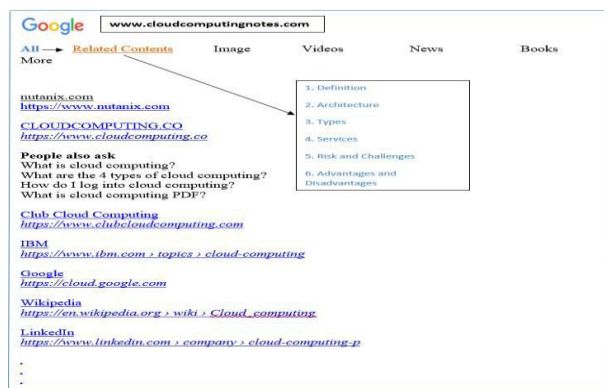 Google www.cloudcomputingnotes.com
All Related Contents Image Videos News Books
More
1. Definition
2. Architecture
3. Types
4. Services
5. Risk and Challenges
6. Advantages and
Disadvantages
nutanix.com
https://www.nutanix.com
CLOUDCOMPUTING.CO
https://www.cloudcomputing.co
People also ask
What is cloud computing?
What are the 4 types of cloud computing?
How do I log into cloud computing?
What is cloud computing PDF?
Club Cloud Computing
https://www.clubcloudcomputing.com
IBM
https://www.ibm.com › topics › cloud-computing
Google
https://cloud.google.com
Wikipedia
https://en.wikipedia.org › wiki › Cloud_computing
LinkedIn
https://www.linkedin.com › company › cloud-computing-p
.
.
.